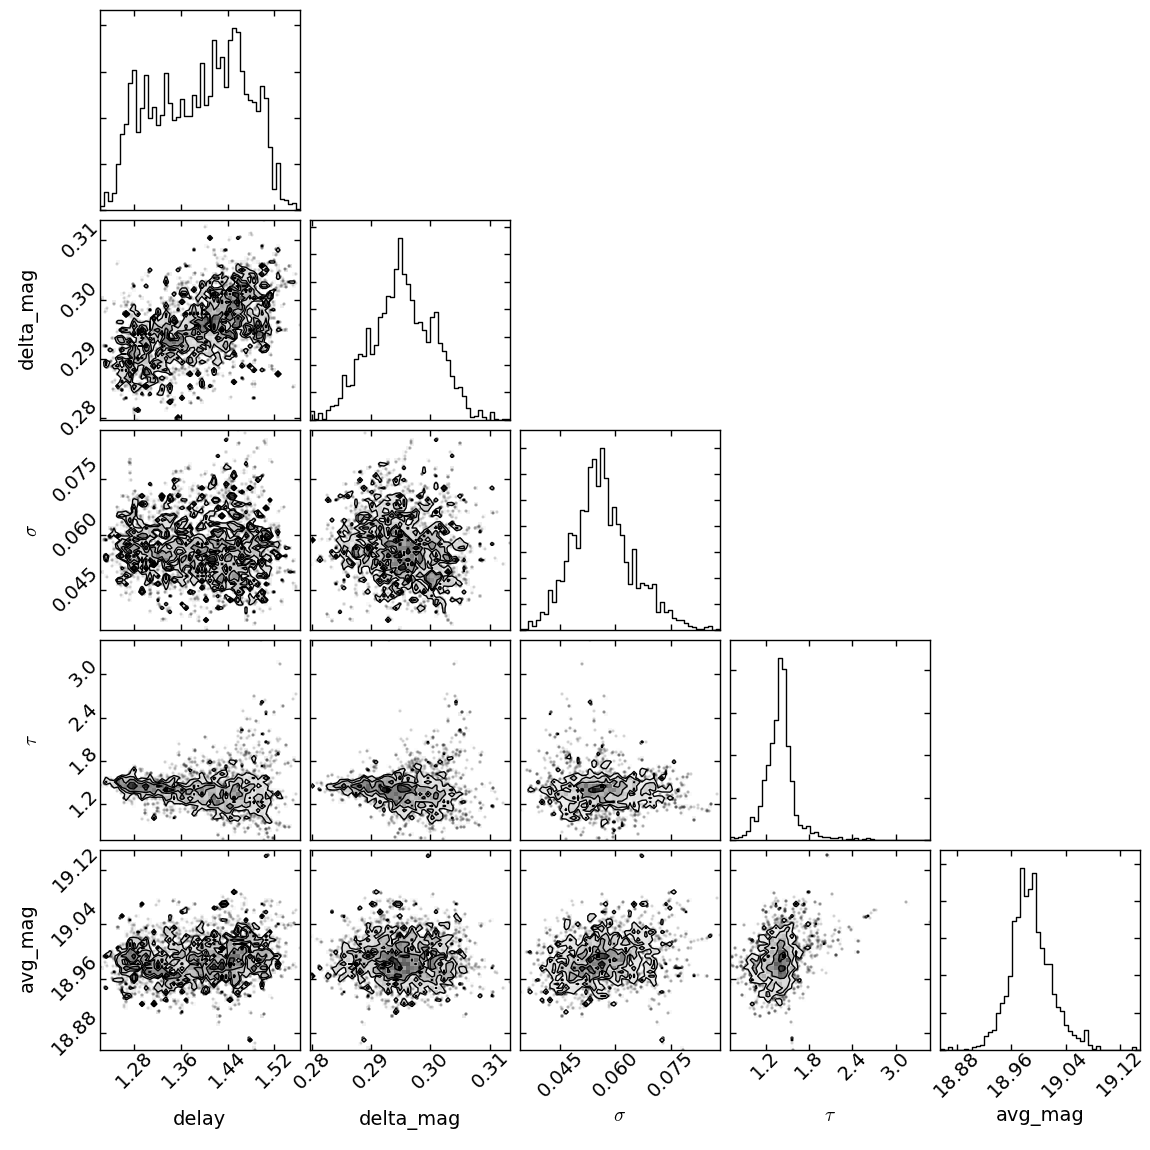 delta_mag
0.31
0.30
0.29
0.28
σ
0.075
0.060
0.045
τ
3.0
2.4
1.8
1.2
avg_mag
19.12
19.04
18.96
18.88
1.28 1.36 1.44 1.52
0.28 0.29 0.30 0.31
0.045 0.060 0.075
1.2 1.8 2.4 3.0
18.88 18.96 19.04 19.12
delay
delta_mag
σ
τ
avg_mag